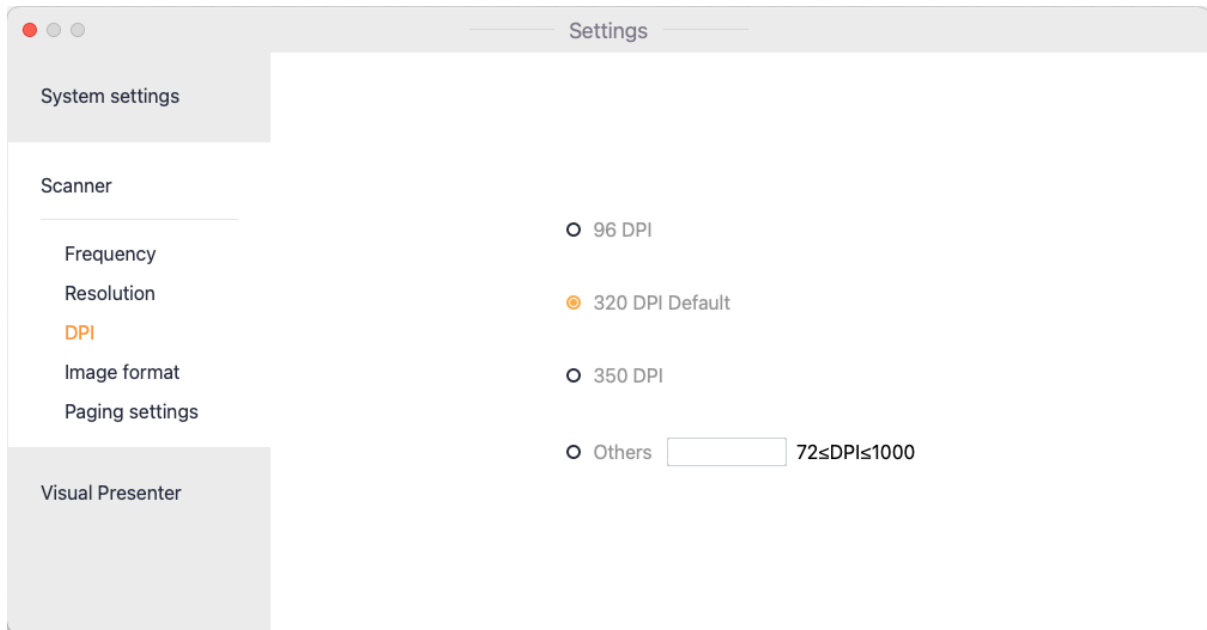 Settings
System settings
Scanner
Frequency
Resolution
DPI
Image format
Paging settings
Visual Presenter
96 DPI
320 DPI Default
350 DPI
Others 72≤DPI≤1000